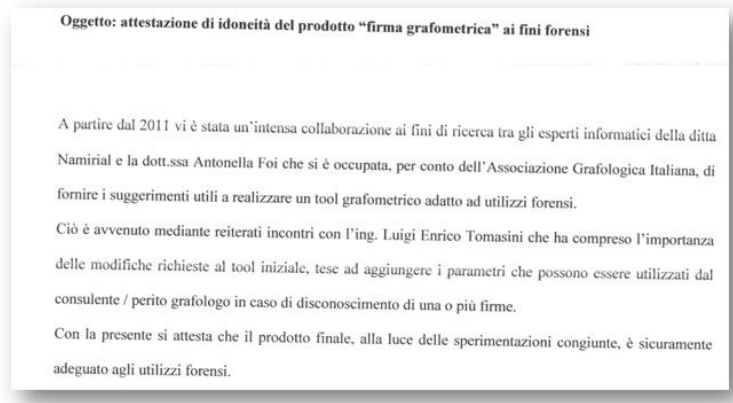 Oggetto: attestazione di idoneità del prodotto “firma grafometrica” ai fini forensi
A partire dal 2011 vi è stata un’intensa collaborazione ai fini di ricerca tra gli esperti informatici della ditta
Namirial e la dott.ssa Antonella Foi che si è occupata, per conto dell’Associazione Grafologica Italiana, di
fornire i suggerimenti utili a realizzare un tool grafometrico adatto ad utilizzi forensi.
Ciò è avvenuto mediante reiterati incontri con l’ing. Luigi Enrico Tomasini che ha compreso l’importanza
delle modifiche richieste al tool iniziale, tese ad aggiungere i parametri che possono essere utilizzati dal
consulente / perito grafologo in caso di disconoscimento di una o più firme.
Con la presente si attesta che il prodotto finale, alla luce delle sperimentazioni congiunte, è sicuramente
adeguato agli utilizzi forensi.